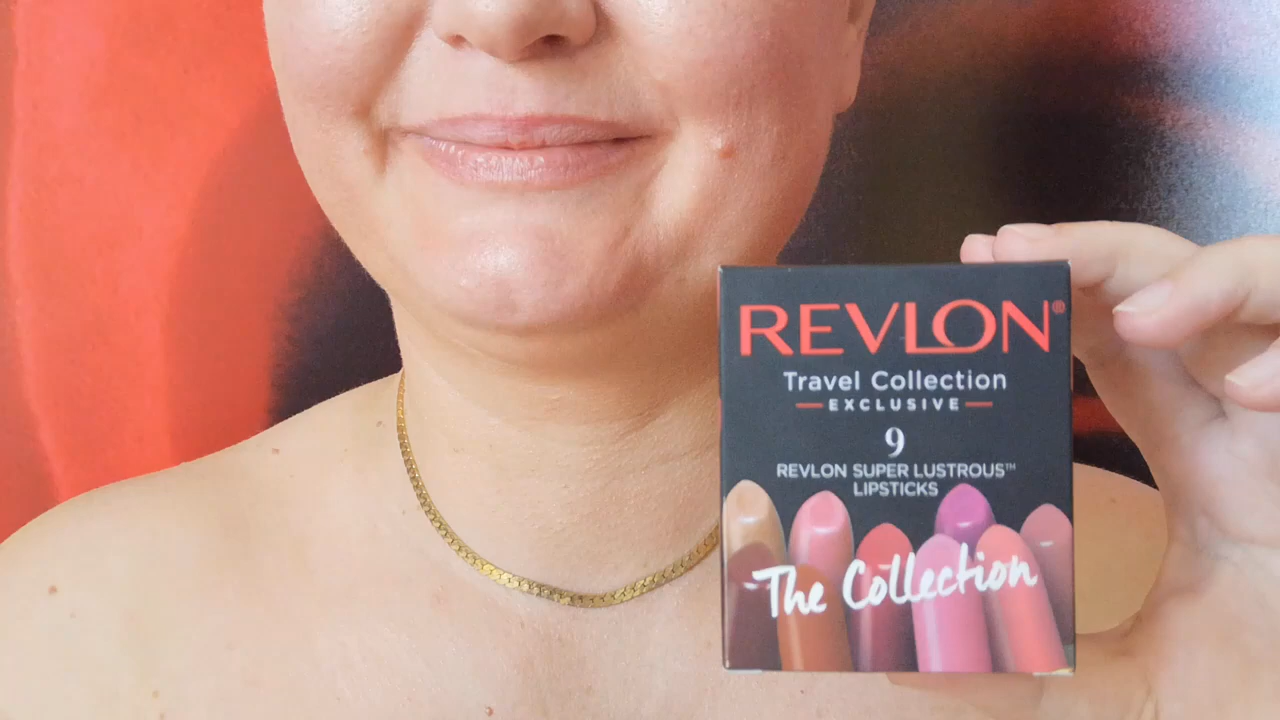 REVLON®
Travel Collection
EXCLUSIVE
9
REVLON SUPER LUSTROUS™
LIPSTICKS
The Collection